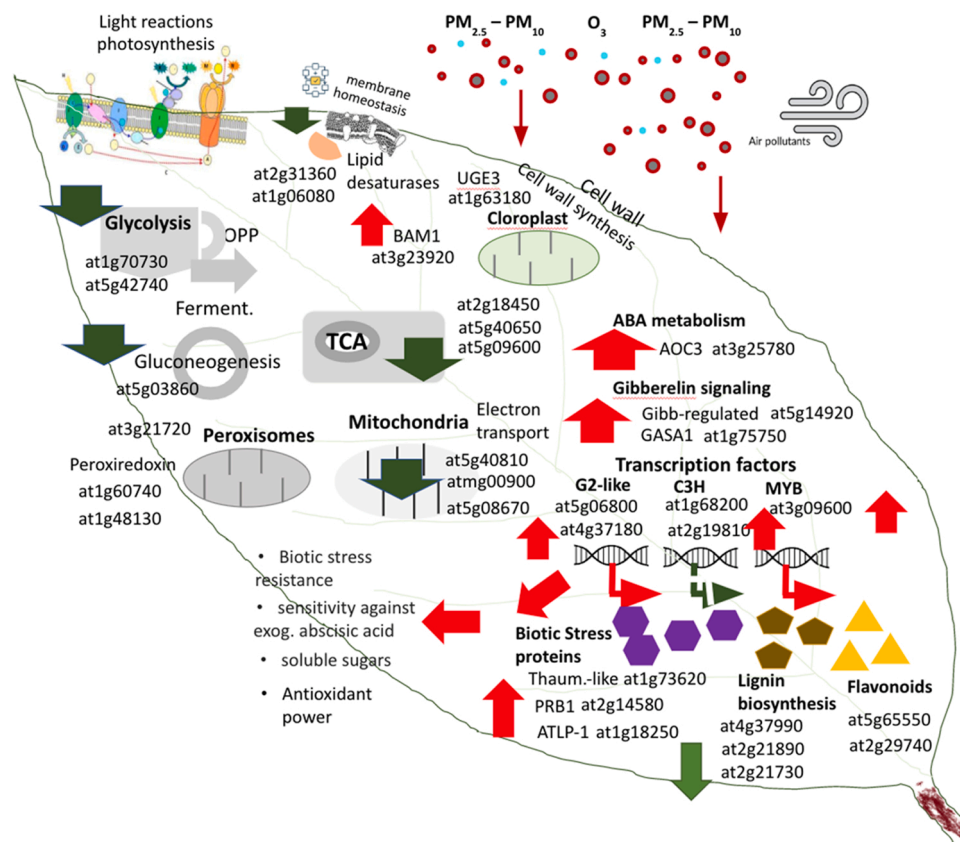 Light reactions
photosynthesis
PM2.5 – PM10
O3
PM2.5 – PM10
membrane
homeostasis
Air pollutants
Lipid
desaturases
at2g31360
at1g06080
UGE3
at1g63180
Cell wall synthesis
Cell wall
Cloroplast
Glycolysis
OPP
at1g70730
at5g42740
BAM1
at3g23920
Ferment.
TCA
at2g18450
at5g40650
at5g09600
ABA metabolism
AOC3 at3g25780
Gluconeogenesis
at5g03860
Gibberelin signaling
Gibb-regulated at5g14920
GASA1 at1g75750
at3g21720
Peroxisomes
Peroxiredoxin
at1g60740
at1g48130
Mitochondria
Electron
transport
at5g40810
atmg00900
at5g08670
Transcription factors
G2-like
at5g06800
at4g37180
C3H
at1g68200
at2g19810
MYB
at3g09600
• Biotic stress
resistance
• sensitivity against
exog. abscisic acid
• soluble sugars
• Antioxidant
power
Biotic Stress
proteins
Thaum.-like at1g73620
PRB1 at2g14580
ATLP-1 at1g18250
Lignin
biosynthesis
at4g37990
at2g21890
at2g21730
Flavonoids
at5g65550
at2g29740